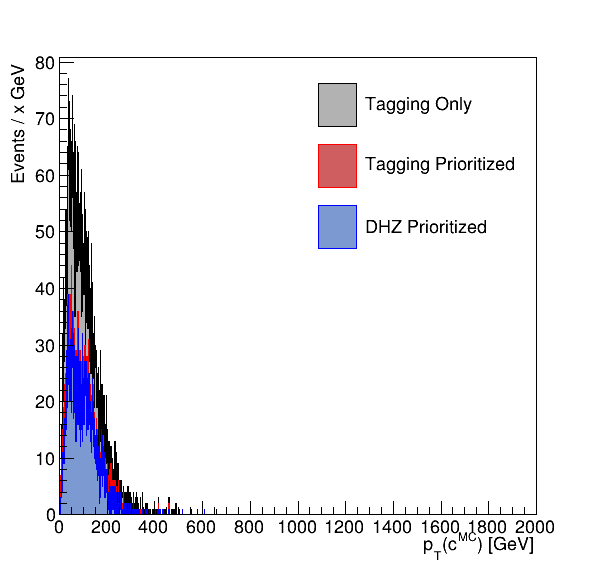 Events / x GeV
80
70
60
50
40
30
20
10
0
Tagging Only
Tagging Prioritized
DHZ Prioritized
0 200 400 600 800 1000 1200 1400 1600 1800 2000
p_T(c^MC) [GeV]